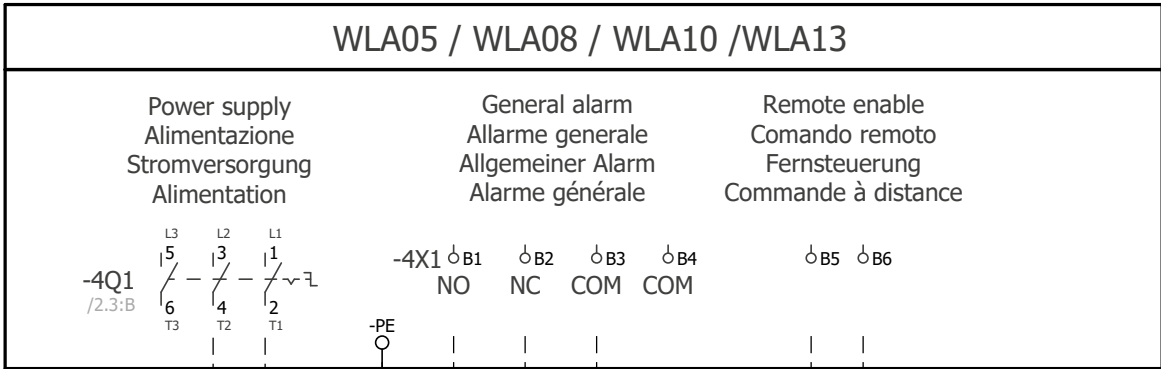 WLA05 / WLA08 / WLA10 /WLA13
Power supply
Alimentazione
Stromversorgung
Alimentation
General alarm
Allarme generale
Allgemeiner Alarm
Alarme générale
Remote enable
Comando remoto
Fernsteuerung
Commande à distance
L3 L2 L1
5 3 1
-4Q1
/2.3:B
6 4 2
T3 T2 T1
-PE
-4X1 B1 B2 B3 B4 B5 B6
NO NC COM COM